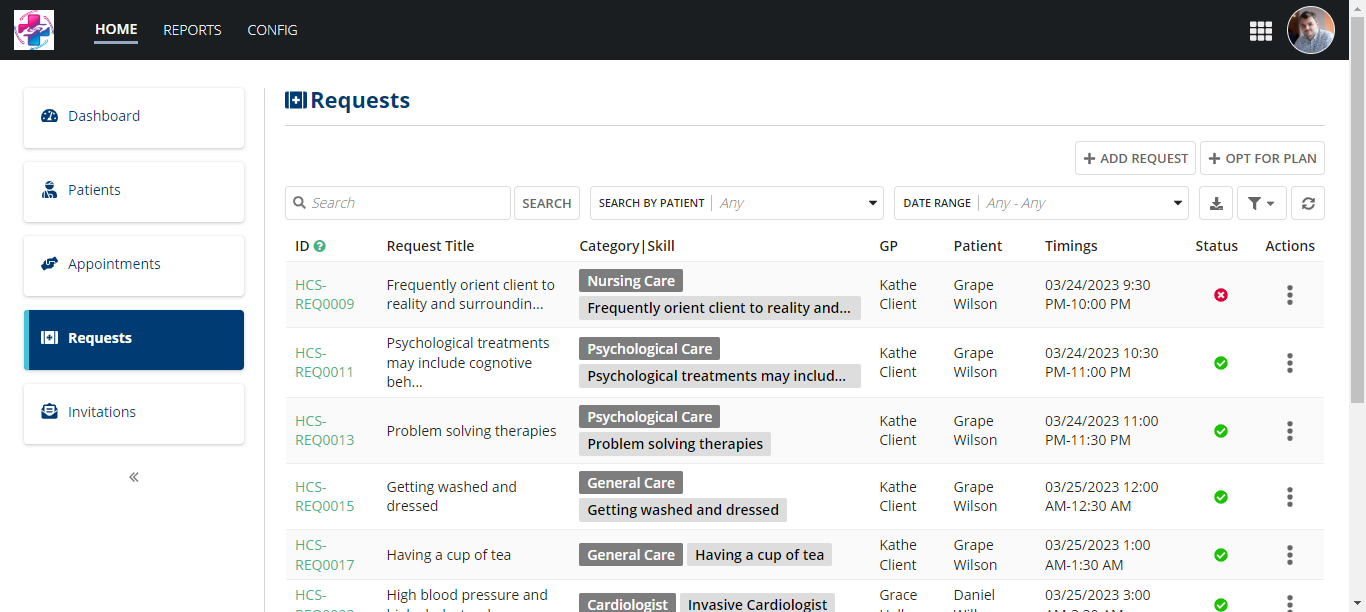 HOME REPORTS CONFIG
Dashboard
Patients
Appointments
Requests
Invitations
Requests
ADD REQUEST OPT FOR PLAN
Search SEARCH SEARCH BY PATIENT Any DATE RANGE Any - Any
ID Request Title Category|Skill GP Patient Timings Status Actions
HCS-
REQ0009
Frequently orient client to
reality and surroundin...
Nursing Care
Frequently orient client to reality and...
Kathe
Client
Grape
Wilson
03/24/2023 9:30
PM-10:00 PM
HCS-
REQ0011
Psychological treatments
may include cognotive
beh...
Psychological Care
Psychological treatments may includ...
Kathe
Client
Grape
Wilson
03/24/2023 10:30
PM-11:00 PM
HCS-
REQ0013
Problem solving therapies
Psychological Care
Problem solving therapies
Kathe
Client
Grape
Wilson
03/24/2023 11:00
PM-11:30 PM
HCS-
REQ0015
Getting washed and
dressed
General Care
Getting washed and dressed
Kathe
Client
Grape
Wilson
03/25/2023 12:00
AM-12:30 AM
HCS-
REQ0017
Having a cup of tea
General Care Having a cup of tea
Kathe
Client
Grape
Wilson
03/25/2023 1:00
AM-1:30 AM
HCS-
High blood pressure and
Cardiologist Invasive Cardiologist
Grace
Daniel
Wilson
03/25/2023 3:00